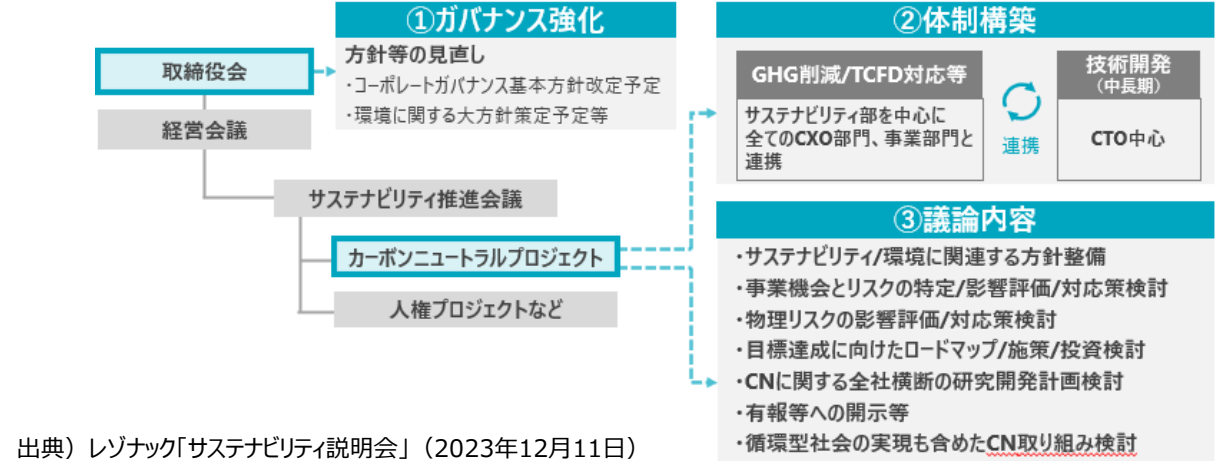 ①ガバナンス強化
方針等の見直し
・コーポレートガバナンス基本方針改定予定
・環境に関する大方針策定予定等
取締役会
経営会議
サステナビリティ推進会議
カーボンニュートラルプロジェクト
人権プロジェクトなど
②体制構築
GHG削減/TCFD対応等
サステナビリティ部を中心に
全てのCXO部門、事業部門と
連携
連携
技術開発
（中長期）
CTO中心
③議論内容
・サステナビリティ/環境に関連する方針整備
・事業機会とリスクの特定/影響評価/対応策検討
・物理リスクの影響評価/対応策検討
・目標達成に向けたロードマップ/施策/投資検討
・CNに関する全社横断の研究開発計画検討
・有報等への開示等
・循環型社会の実現も含めたCN取り組み検討
出典）レゾナック「サステナビリティ説明会」（2023年12月11日）